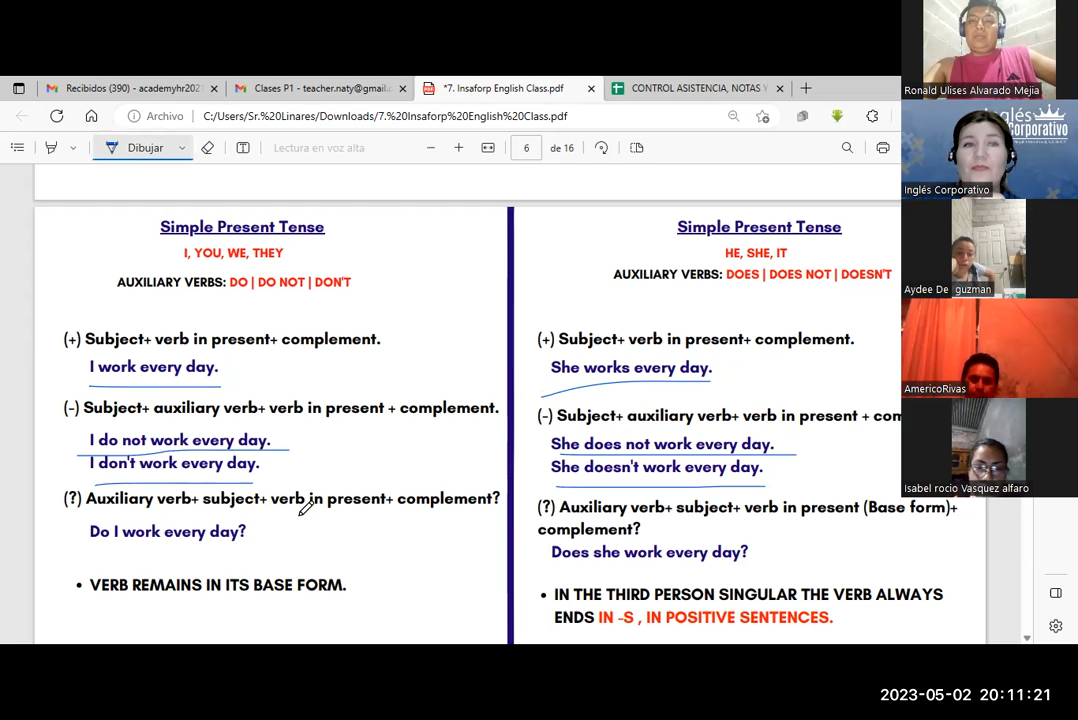 Recibidos (390) - academyhr202
Clases P1 - teacher.naty@gmail.c
*7. Insaforp English Class.pdf
CONTROL ASISTENCIA, NOTAS Y
Archivo
C:/Users/Sr.%20Linares/Downloads/7.%20Insaforp%20English%20Class.pdf
Dibujar
Lectura en voz alta
6
de 16
Simple Present Tense
I, YOU, WE, THEY
AUXILIARY VERBS: DO | DO NOT | DON'T
(+) Subject+ verb in present+ complement.
I work every day.
(-) Subject+ auxiliary verb+ verb in present + complement.
I do not work every day.
I don't work every day.
(?) Auxiliary verb+ subject+ verb in present+ complement?
Do I work every day?
• VERB REMAINS IN ITS BASE FORM.
Simple Present Tense
HE, SHE, IT
AUXILIARY VERBS: DOES | DOES NOT | DOESN'T
(+) Subject+ verb in present+ complement.
She works every day.
(-) Subject+ auxiliary verb+ verb in present + com
She does not work every day.
She doesn't work every day.
(?) Auxiliary verb+ subject+ verb in present (Base form)+
complement?
Does she work every day?
• IN THE THIRD PERSON SINGULAR THE VERB ALWAYS
ENDS IN -S , IN POSITIVE SENTENCES.
Ronald Ulises Alvarado Mejia
nglés
Corporativo
Inglés Corporativo
Aydee De guzman
AmericoRivas
Isabel rocio Vasquez alfaro
2023-05-02 20:11:21